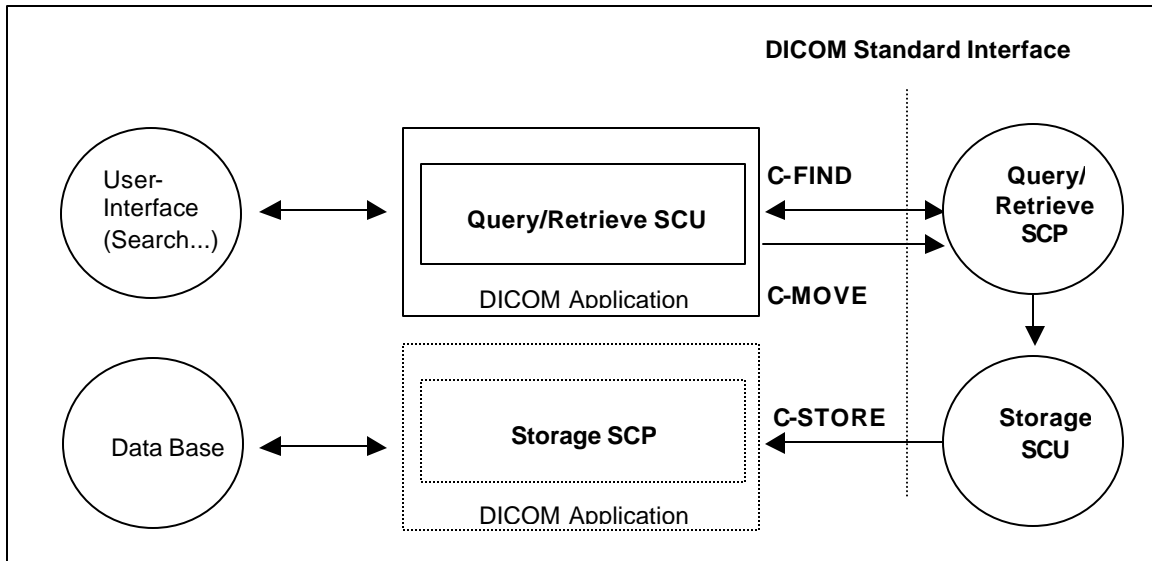 DICOM Standard Interface
User-
Interface
(Search...)
Query/Retrieve SCU
DICOM Application
C-FIND
C-MOVE
Query/
Retrieve
SCP
Data Base
Storage SCP
DICOM Application
C-STORE
Storage
SCU